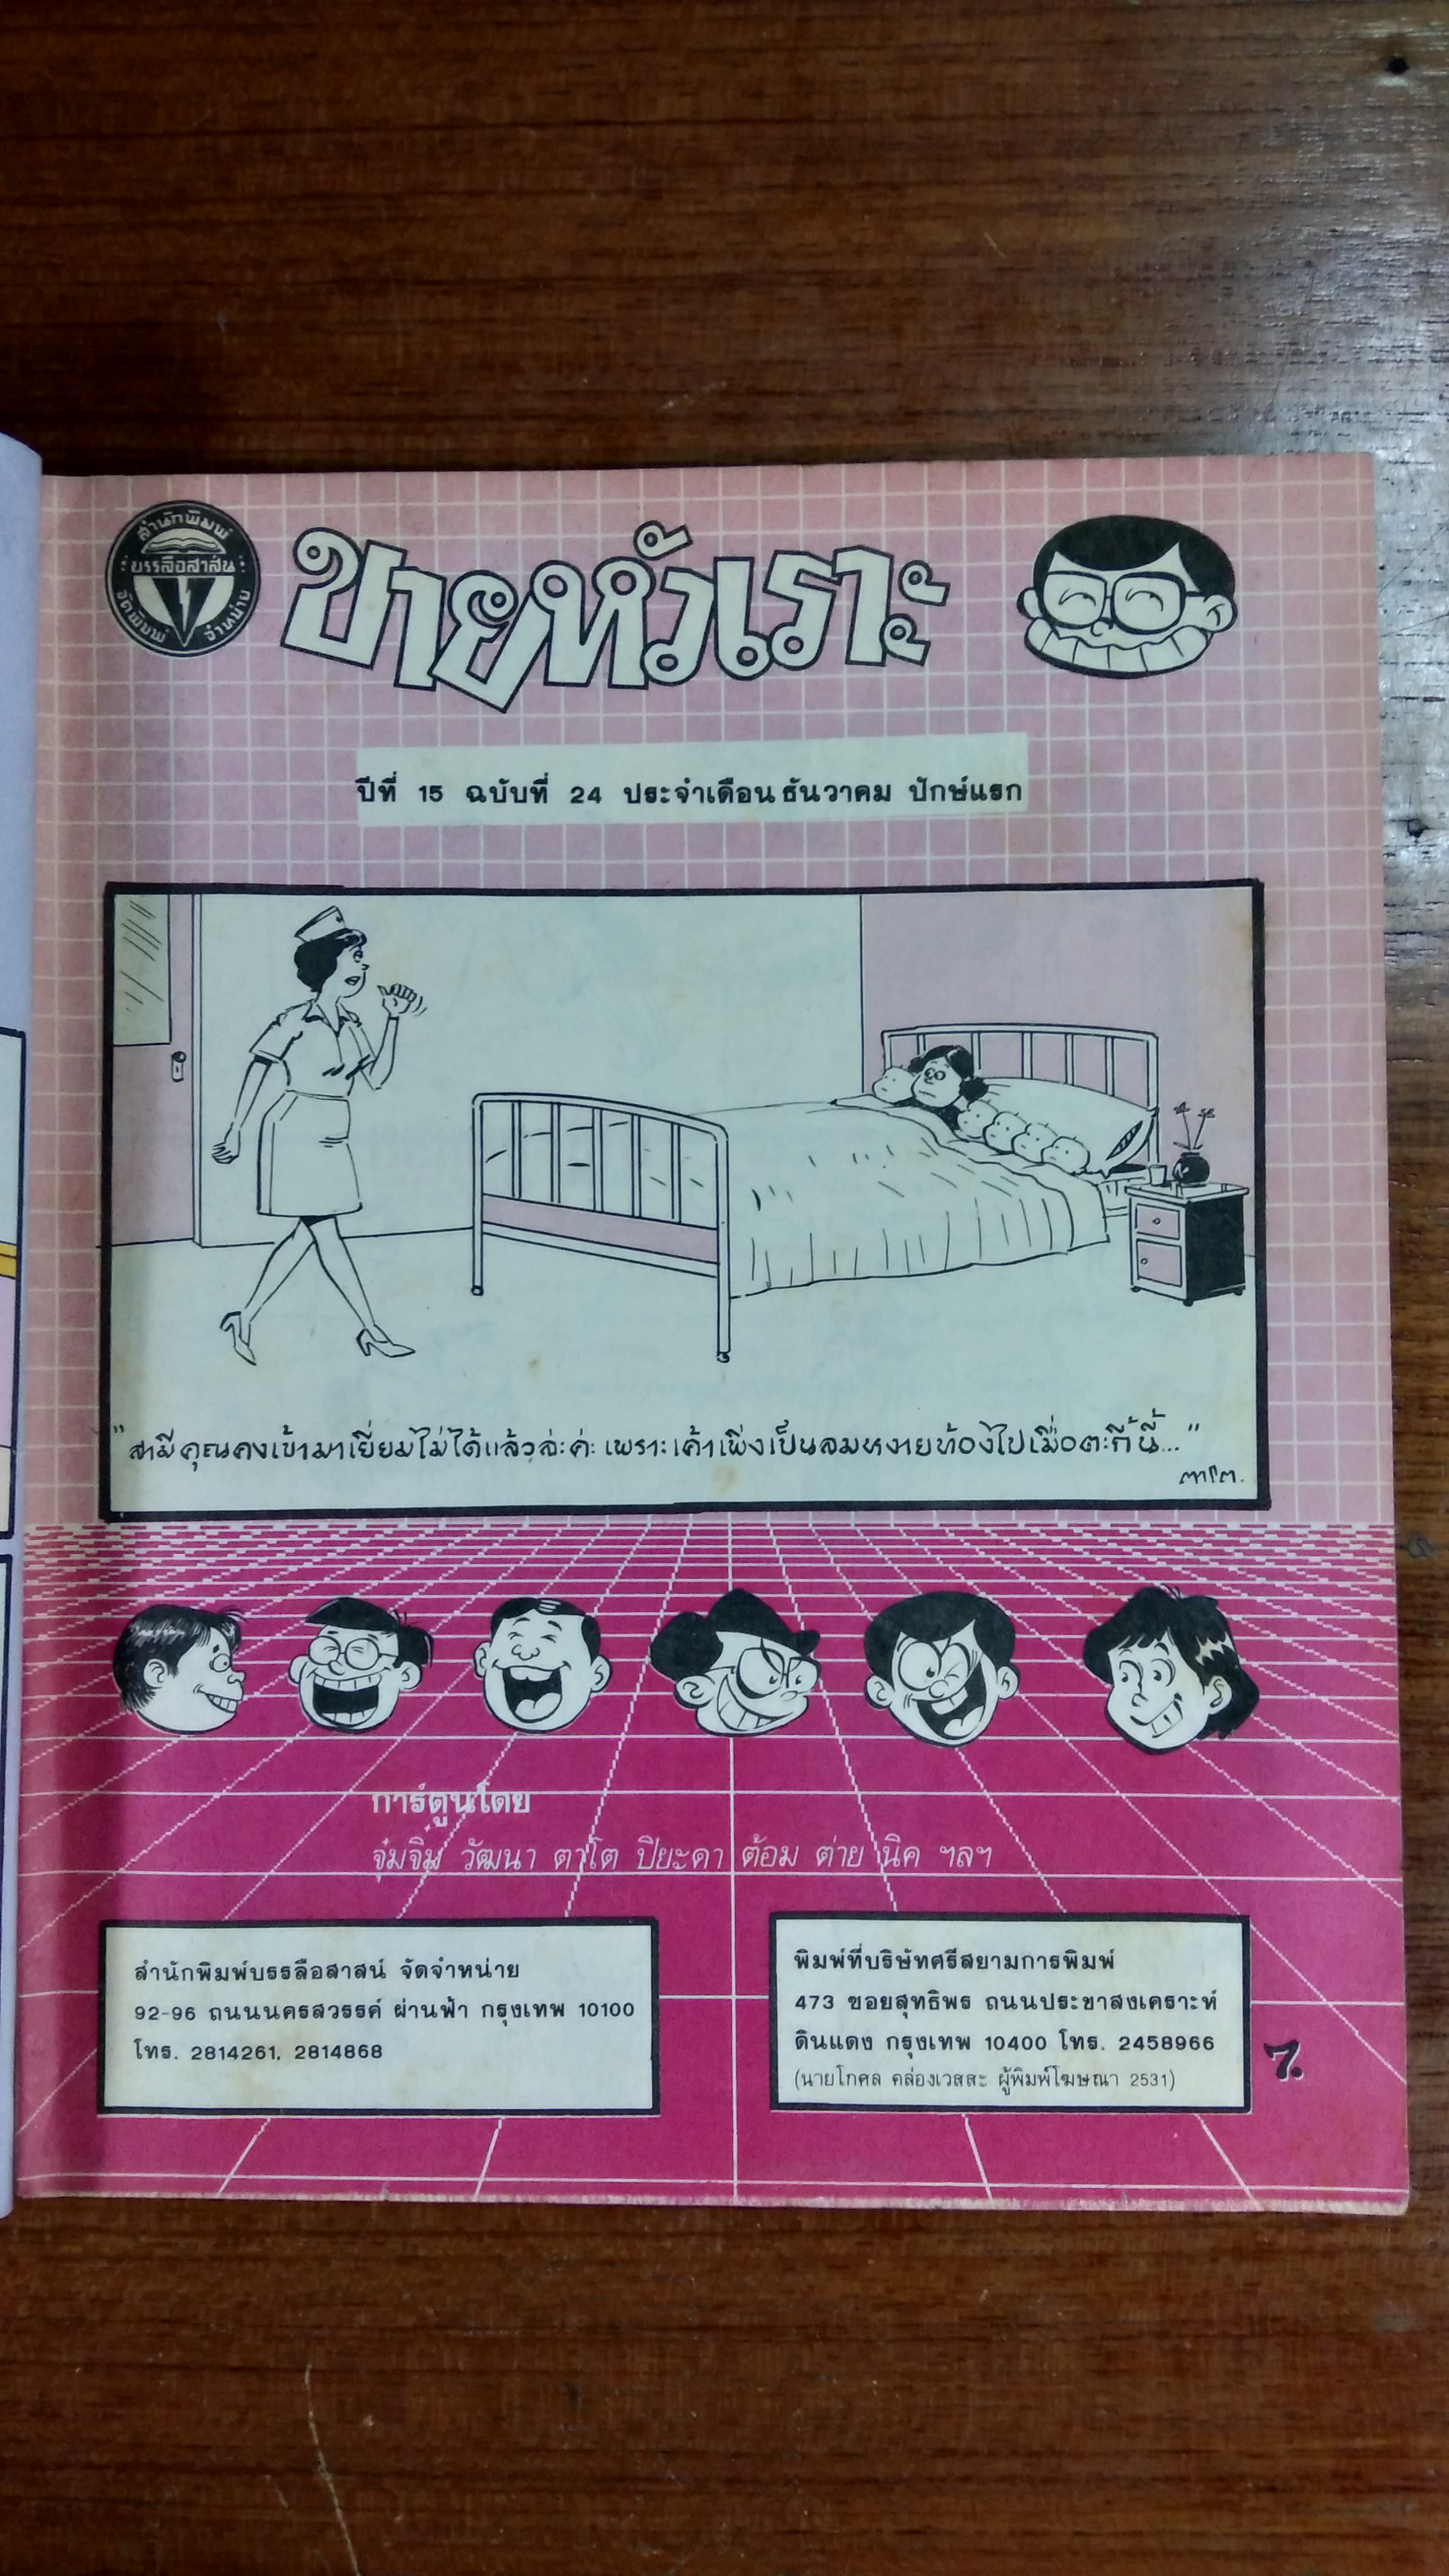 สำนักพิมพ์
บรรลือสาส์น
จัดพิมพ์ จำหน่าย
ขายหัวเราะ
ปีที่ 15 ฉบับที่ 24 ประจำเดือนธันวาคม ปักษ์แรก
"สามีคุณคงเข้ามาเยี่ยมไม่ได้แล้วล่ะค่ะ เพราะเค้าเพิ่งเป็นลมหงายท้องไปเมื่อตะกี้นี้..."
ตาโต.
การ์ตูนโดย
จุ๋มจิ๋ม วัฒนา ตาโต ปิยะดา ต้อม ต่าย นิค ฯลฯ
สำนักพิมพ์บรรลือสาสน์ จัดจำหน่าย
92-96 ถนนนครสวรรค์ ผ่านฟ้า กรุงเทพ 10100
โทร. 2814261, 2814868
พิมพ์ที่บริษัทศรีสยามการพิมพ์
473 ซอยสุทธิพร ถนนประชาสงเคราะห์
ดินแดง กรุงเทพ 10400 โทร. 2458966
(นายโกศล คล่องเวสสะ ผู้พิมพ์โฆษณา 2531)
7.